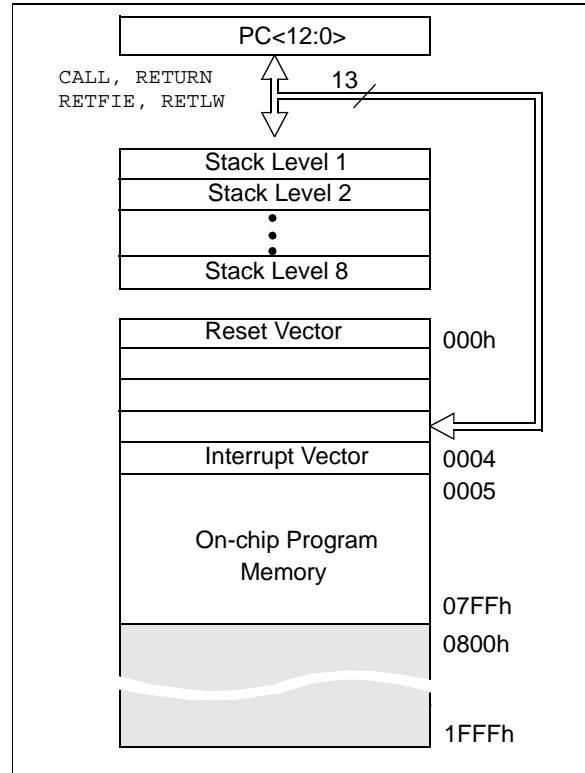 PC<12:0>
CALL, RETURN
RETFIE, RETLW
13
Stack Level 1
Stack Level 2
Stack Level 8
Reset Vector
000h
Interrupt Vector
0004
0005
On-chip Program
Memory
07FFh
0800h
1FFFh